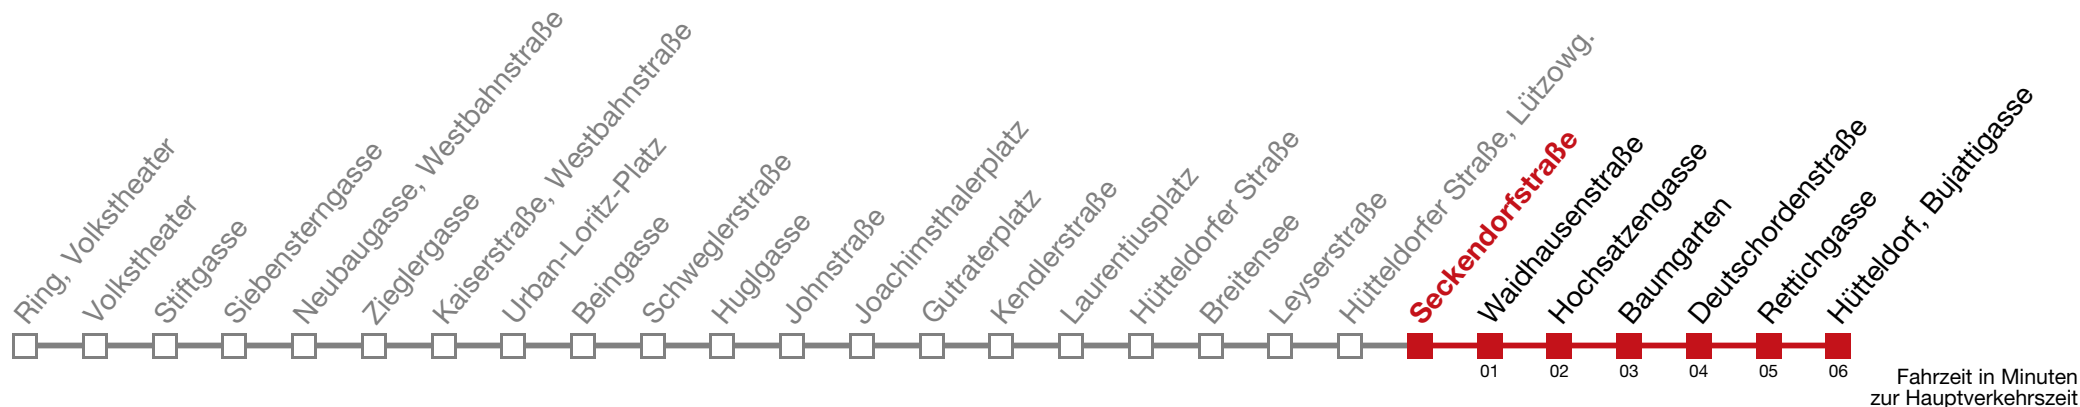 Ring, Volkstheater
Volkstheater
Stiftgasse
Siebensterngasse
Neubaugasse, Westbahnstraße
Zieglergasse
Kaiserstraße, Westbahnstraße
Urban-Loritz-Platz
Beingasse
Schweglerstraße
Huglgasse
Johnstraße
Joachimsthalerplatz
Gutraterplatz
Kendlerstraße
Laurentiusplatz
Hütteldorfer Straße
Breitensee
Leyserstraße
Hütteldorfer Straße, Lützowg.
Seckendorfstraße
Waidhausenstraße
Hochsatzengasse
Baumgarten
Deutschordenstraße
Rettichgasse
Hütteldorf, Bujattigasse
01 02 03 04 05 06
Fahrzeit in Minuten
zur Hauptverkehrszeit